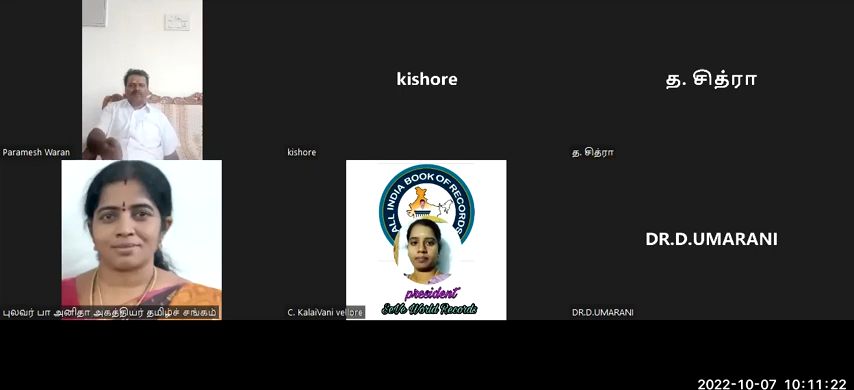 kishore
த. சித்ரா
Paramesh Waran
kishore
த. சித்ரா
ALL INDIA BOOK OF RECORDS
DR.D.UMARANI
president
SoVe World Records
புலவர் பா அனிதா அகத்தியர் தமிழ்ச் சங்கம்
C. KalaiVani vellore
DR.D.UMARANI
2022-10-07 10:11:22